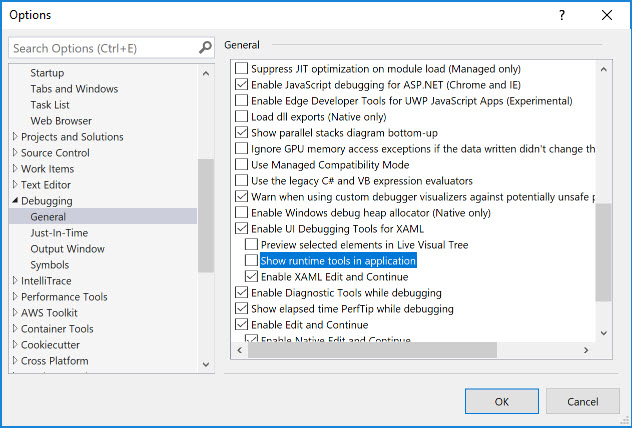 Options
?
Search Options (Ctrl+E)
Startup
Tabs and Windows
Task List
Web Browser
Projects and Solutions
Source Control
Work Items
Text Editor
Debugging
General
Just-In-Time
Output Window
Symbols
IntelliTrace
Performance Tools
AWS Toolkit
Container Tools
Cookiecutter
Cross Platform
General
Suppress JIT optimization on module load (Managed only)
Enable JavaScript debugging for ASP.NET (Chrome and IE)
Enable Edge Developer Tools for UWP JavaScript Apps (Experimental)
Load dll exports (Native only)
Show parallel stacks diagram bottom-up
Ignore GPU memory access exceptions if the data written didn't change th
Use Managed Compatibility Mode
Use the legacy C# and VB expression evaluators
Warn when using custom debugger visualizers against potentially unsafe p
Enable Windows debug heap allocator (Native only)
Enable UI Debugging Tools for XAML
Preview selected elements in Live Visual Tree
Show runtime tools in application
Enable XAML Edit and Continue
Enable Diagnostic Tools while debugging
Show elapsed time PerfTip while debugging
Enable Edit and Continue
Enable Native Edit and Continue
OK
Cancel